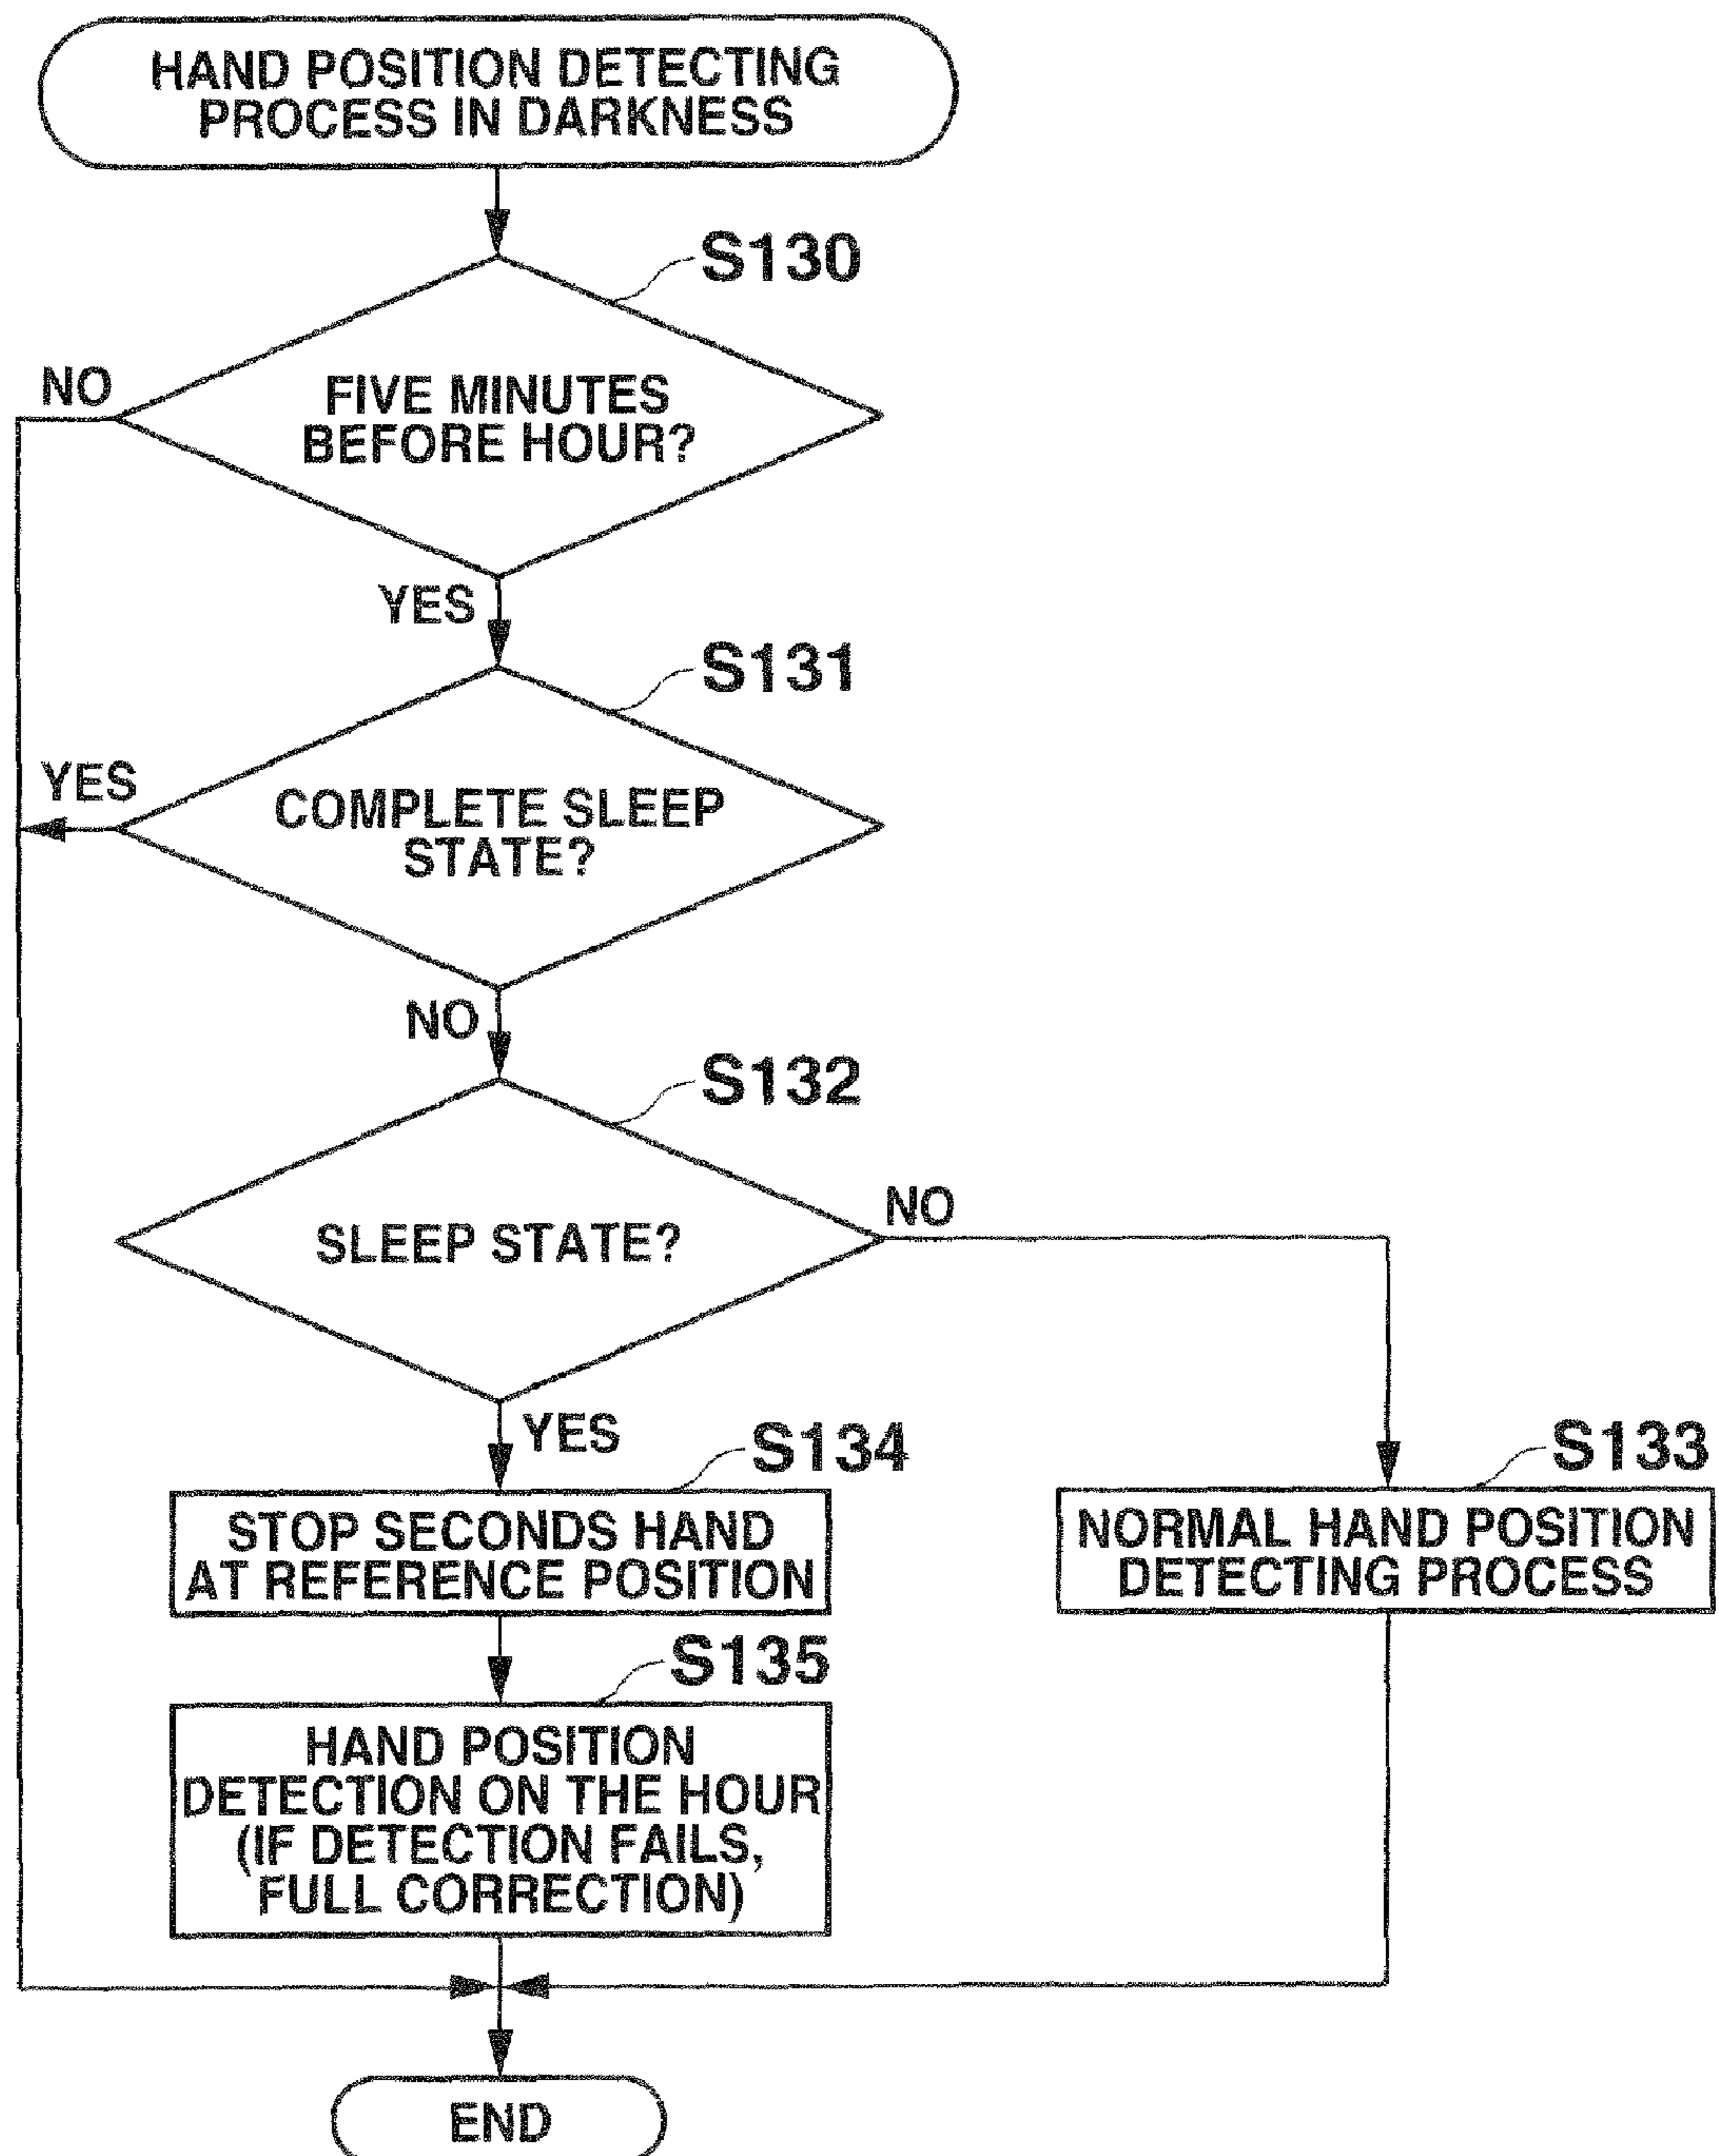 HAND POSITION DETECTING
PROCESS IN DARKNESS
S130
NO
FIVE MINUTES
BEFORE HOUR?
YES
S131
YES
COMPLETE SLEEP
STATE?
NO
S132
NO
SLEEP STATE?
YES
S134
S133
STOP SECONDS HAND
AT REFERENCE POSITION
NORMAL HAND POSITION
DETECTING PROCESS
S135
HAND POSITION
DETECTION ON THE HOUR
(IF DETECTION FAILS,
FULL CORRECTION)
END